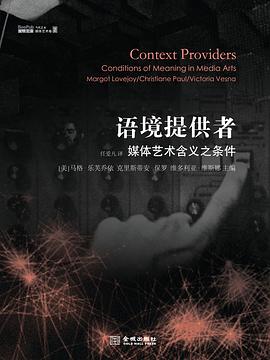 Context Providers
Conditions of Meaning in Media Arts
Margot Lovejoy/Christiane Paul/Victoria Vesna
语境提供者
任爱凡 译
媒体艺术含义之条件
[美]马格·乐芙乔依 克里斯蒂安·保罗 维多利亚·维斯娜 主编
金城出版社
GOLD WALL PRESS